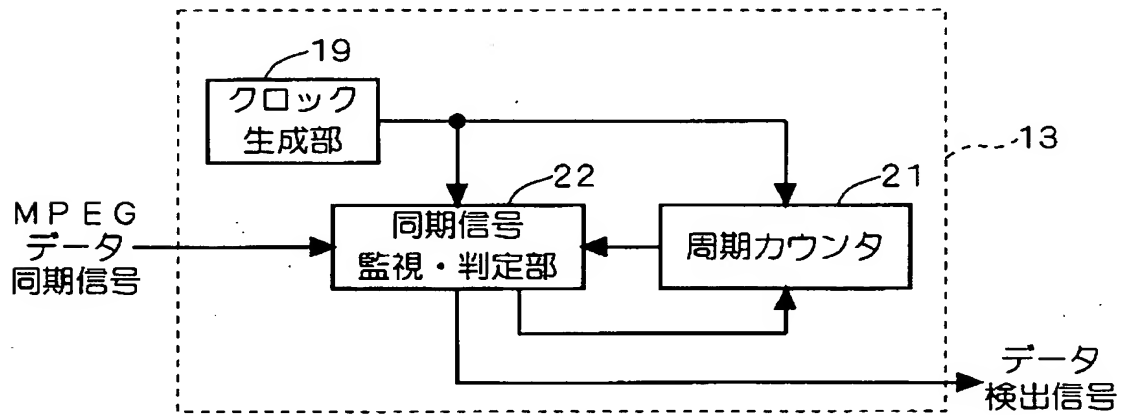 19
クロック
生成部
13
22
21
ＭＰＥＧ
データ
同期信号
同期信号
監視・判定部
周期カウンタ
データ
検出信号